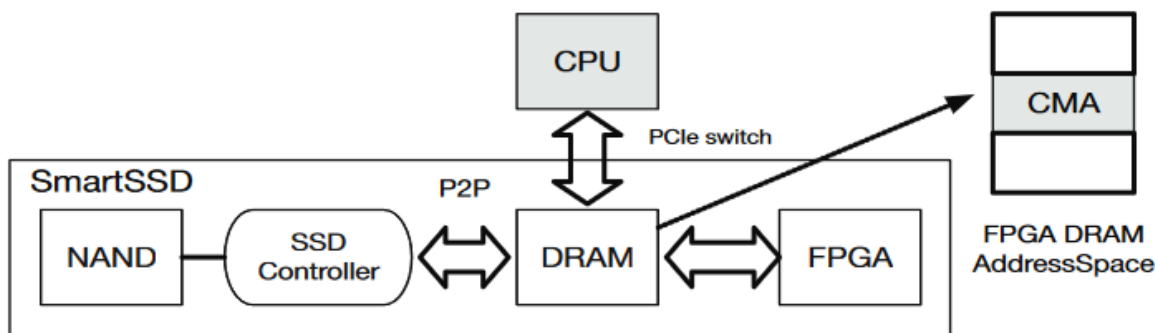 CPU
CMA
PCIe switch
SmartSSD
P2P
NAND
SSD
Controller
DRAM
FPGA
FPGA DRAM
AddressSpace